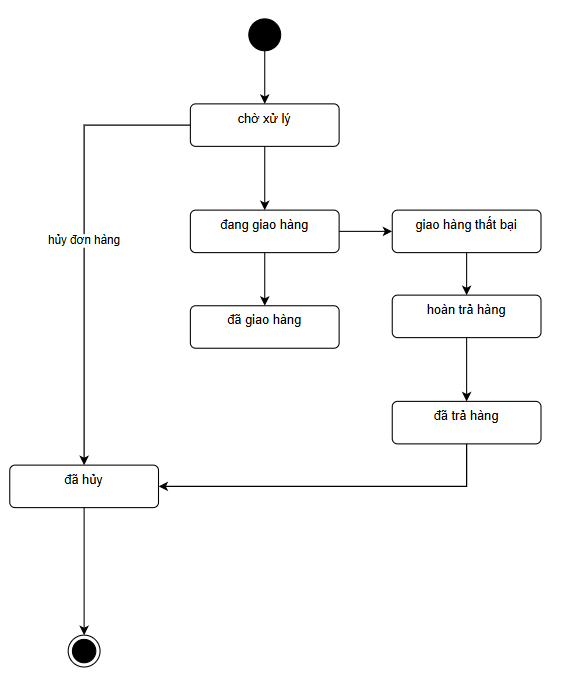 chờ xử lý
đang giao hàng
giao hàng thất bại
hủy đơn hàng
hoàn trả hàng
đã giao hàng
đã trả hàng
đã hủy